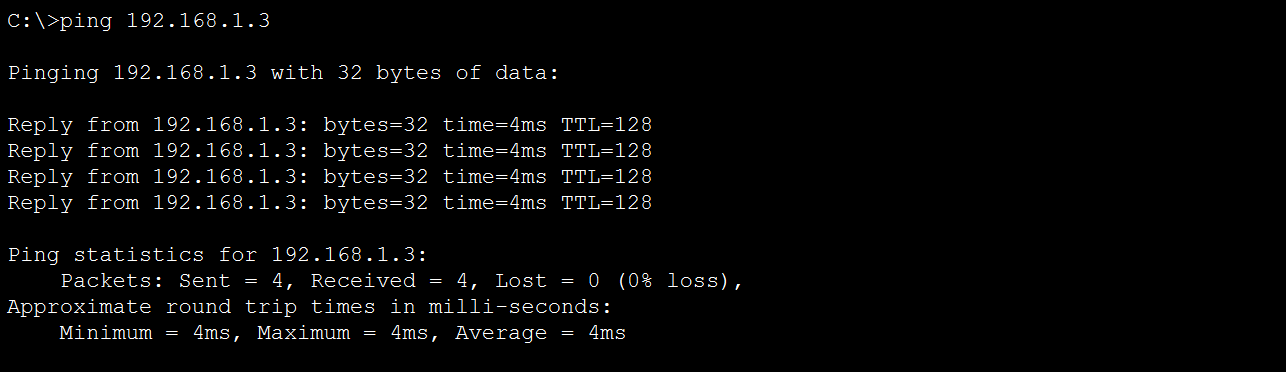 C:\>ping 192.168.1.3
Pinging 192.168.1.3 with 32 bytes of data:
Reply from 192.168.1.3: bytes=32 time=4ms TTL=128
Reply from 192.168.1.3: bytes=32 time=4ms TTL=128
Reply from 192.168.1.3: bytes=32 time=4ms TTL=128
Reply from 192.168.1.3: bytes=32 time=4ms TTL=128
Ping statistics for 192.168.1.3:
    Packets: Sent = 4, Received = 4, Lost = 0 (0% loss),
Approximate round trip times in milli-seconds:
    Minimum = 4ms, Maximum = 4ms, Average = 4ms